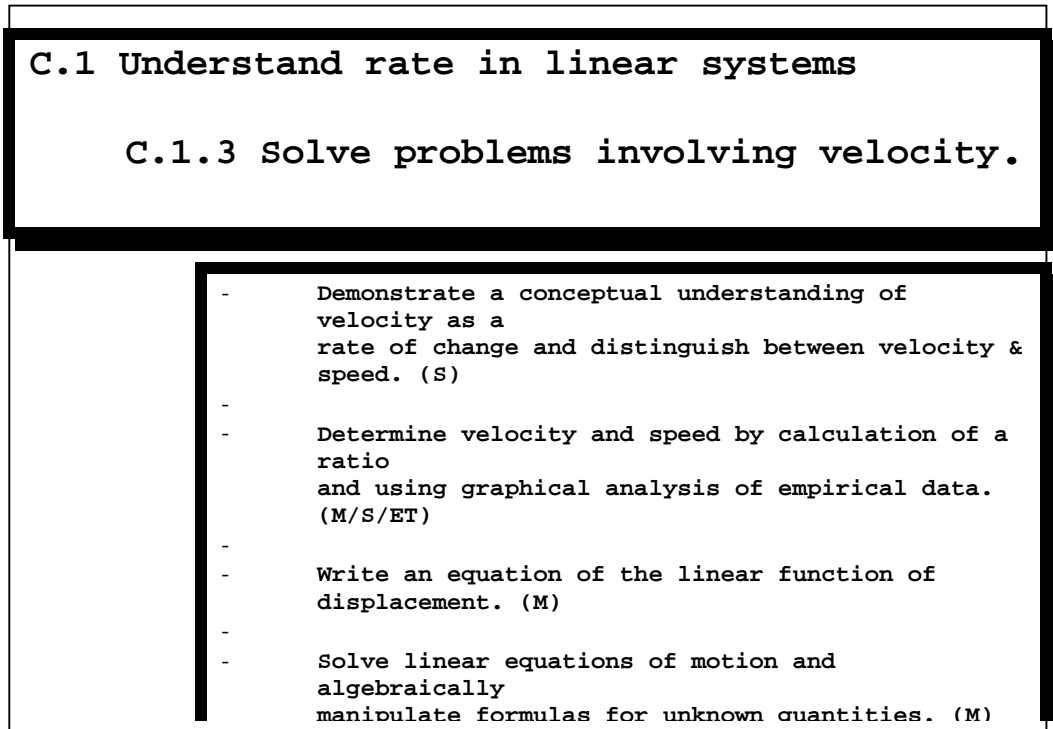 C.1 Understand rate in linear systems
C.1.3 Solve problems involving velocity.
- Demonstrate a conceptual understanding of
velocity as a
rate of change and distinguish between velocity &
speed. (S)
-
- Determine velocity and speed by calculation of a
ratio
and using graphical analysis of empirical data.
(M/S/ET)
-
- Write an equation of the linear function of
displacement. (M)
-
- Solve linear equations of motion and
algebraically
manipulate formulas for unknown quantities. (M)